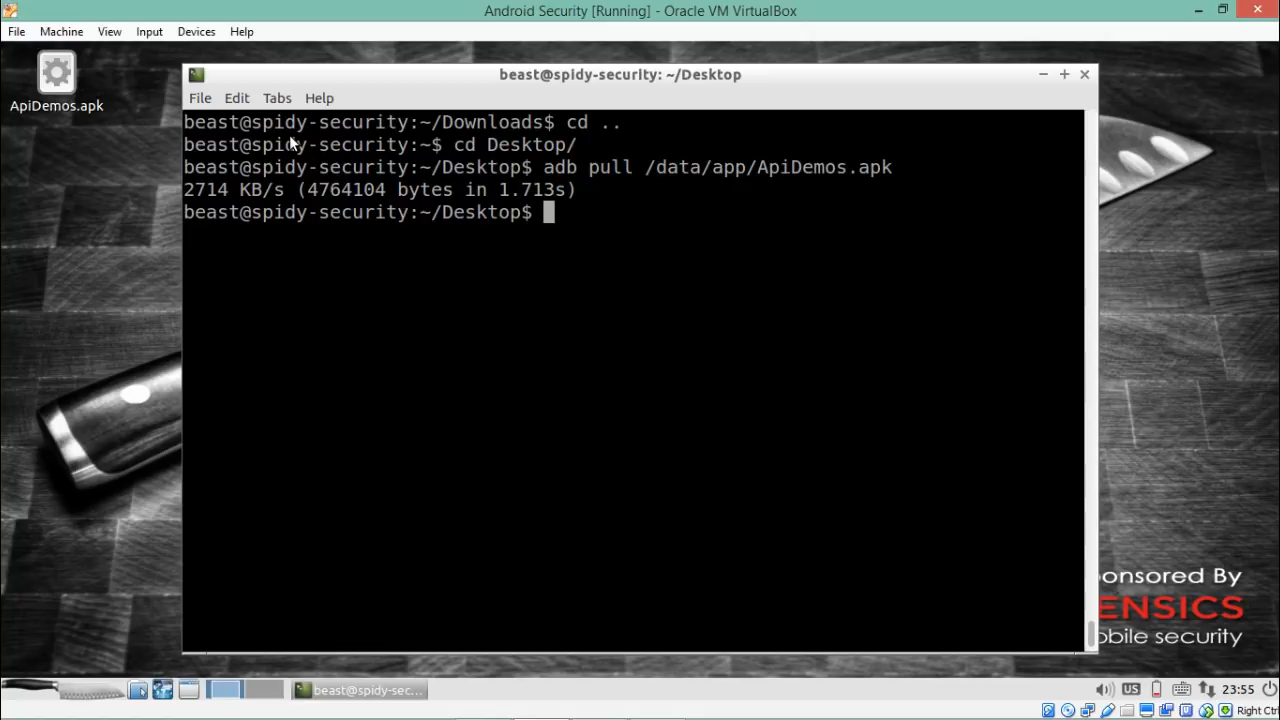 Android Security [Running] - Oracle VM VirtualBox
File Machine View Input Devices Help
ApiDemos.apk
beast@spidy-security: ~/Desktop
File Edit Tabs Help
beast@spidy-security:~/Downloads$ cd ..
beast@spidy-security:~$ cd Desktop/
beast@spidy-security:~/Desktop$ adb pull /data/app/ApiDemos.apk
2714 KB/s (4764104 bytes in 1.713s)
beast@spidy-security:~/Desktop$
onsored By
ENSICS
obile security
beast@spidy-sec...
US
23:55
Right Ctrl